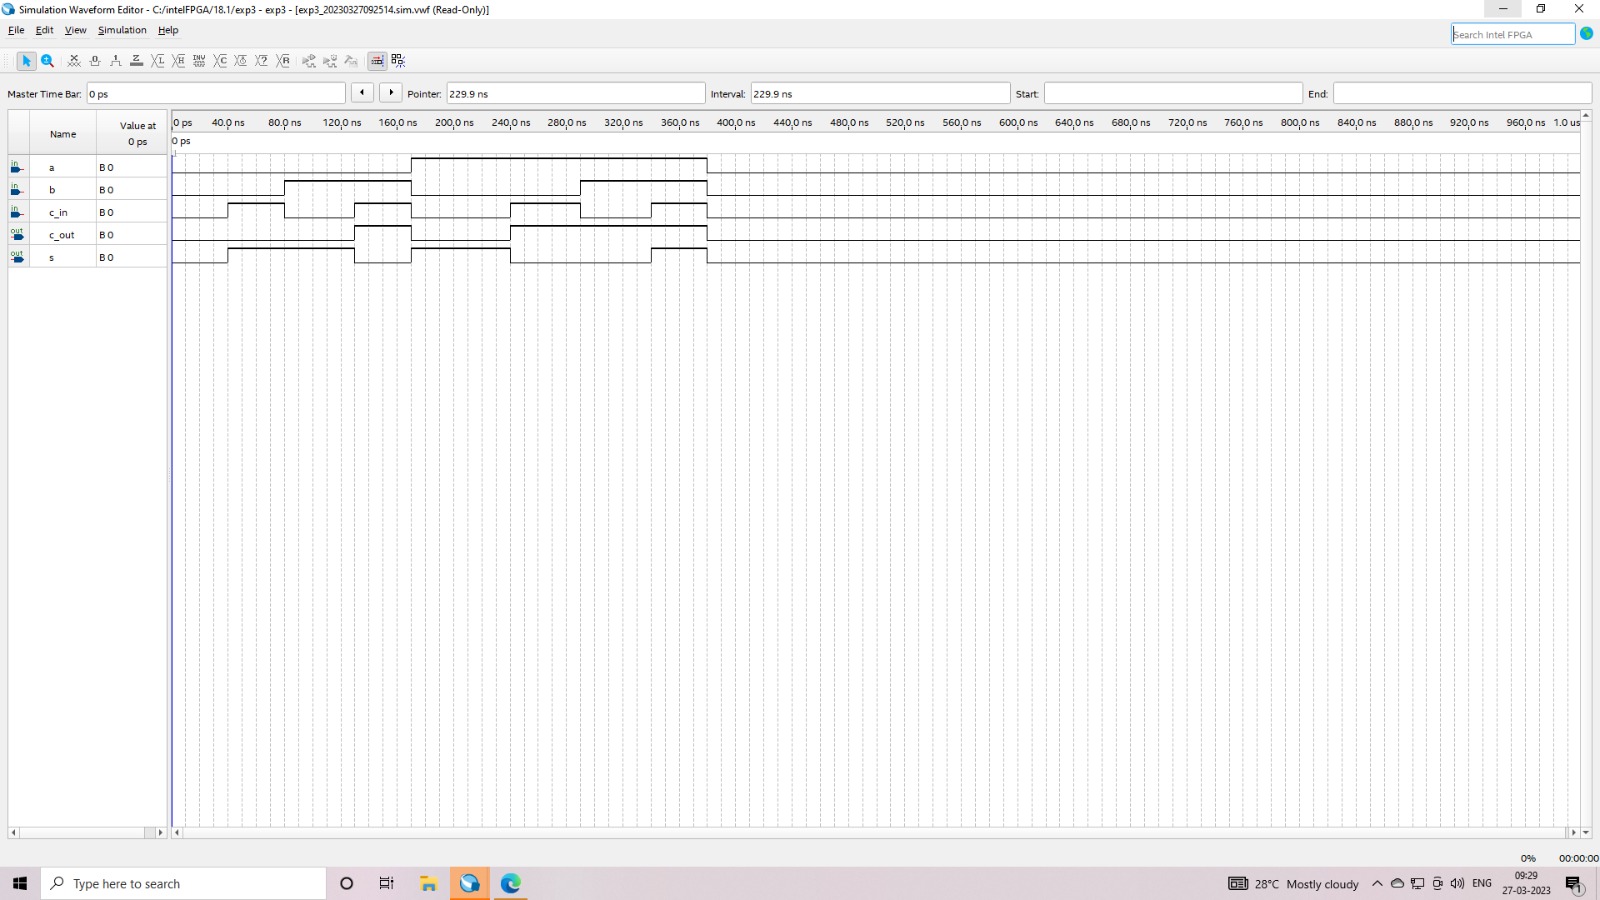 Simulation Waveform Editor - C:/intelFPGA/18.1/exp3 - exp3 - [exp3_20230327092514.sim.vwf (Read-Only)]
File Edit View Simulation Help
Search Intel FPGA
Master Time Bar: 0 ps Pointer: 229.9 ns Interval: 229.9 ns Start: End:
Name Value at 0 ps
0 ps 40.0 ns 80.0 ns 120.0 ns 160.0 ns 200.0 ns 240.0 ns 280.0 ns 320.0 ns 360.0 ns 400.0 ns 440.0 ns 480.0 ns 520.0 ns 560.0 ns 600.0 ns 640.0 ns 680.0 ns 720.0 ns 760.0 ns 800.0 ns 840.0 ns 880.0 ns 920.0 ns 960.0 ns 1.0 us
0 ps
in a B 0
in b B 0
in c_in B 0
out c_out B 0
out s B 0
0% 00:00:00
Type here to search
28°C Mostly cloudy ENG
09:29
27-03-2023
1